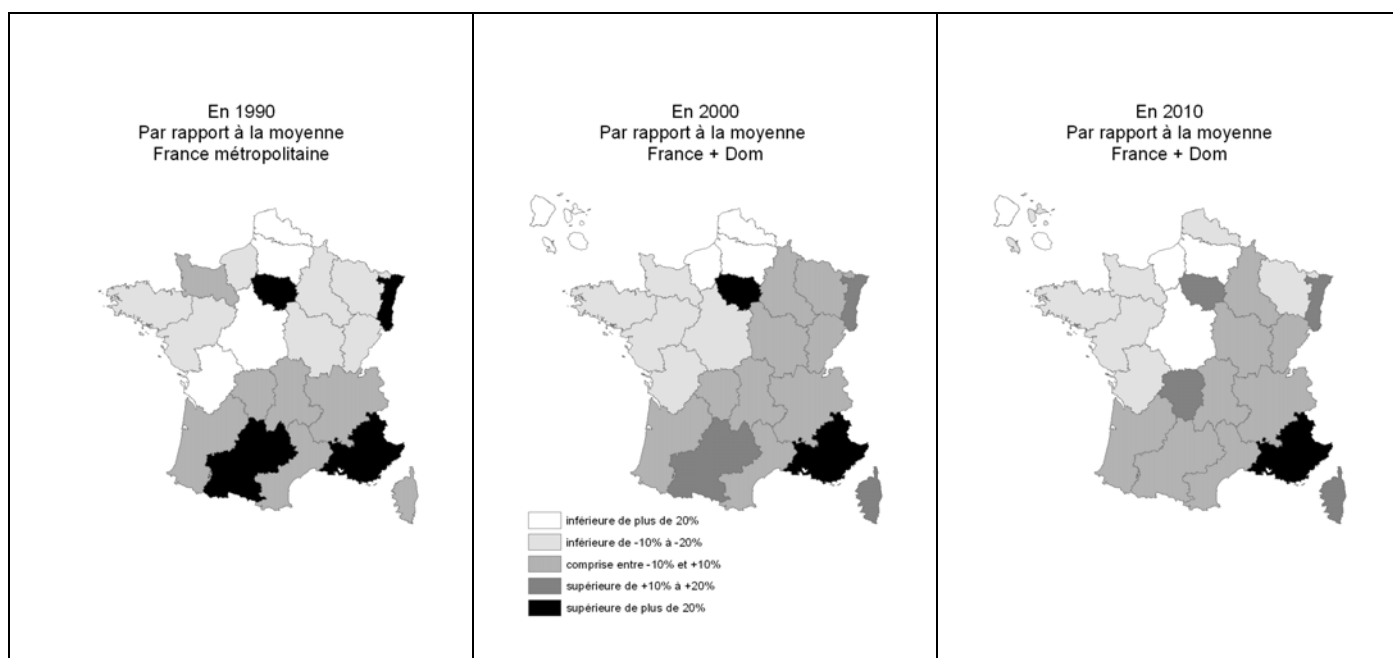 En 1990
Par rapport à la moyenne
France métropolitaine
En 2000
Par rapport à la moyenne
France + Dom
inférieure de plus de 20%
inférieure de -10% à -20%
comprise entre -10% et +10%
supérieure de +10% à +20%
supérieure de plus de 20%
En 2010
Par rapport à la moyenne
France + Dom